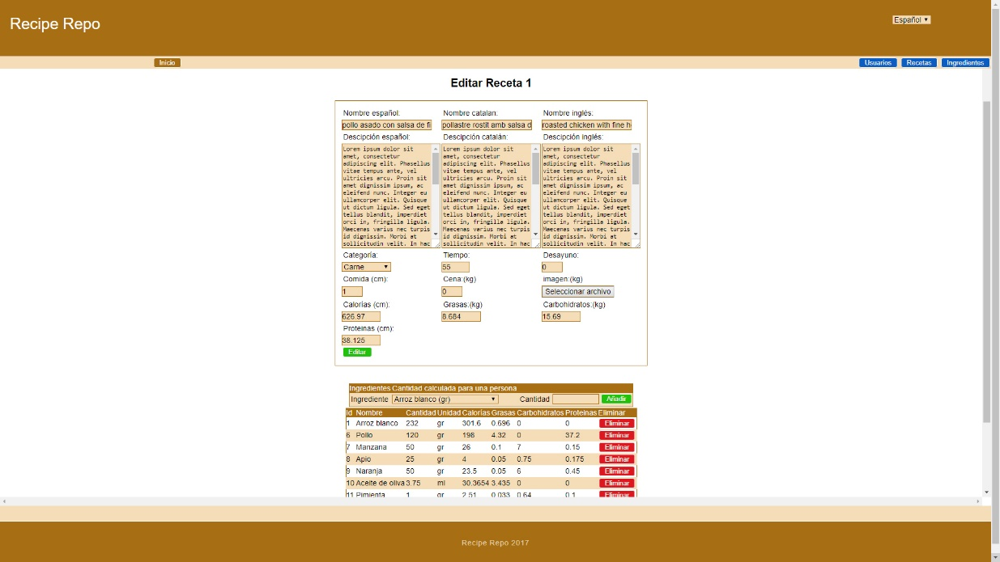 Recipe Repo
Español
Inicio
Usuarios Recetas Ingredientes
Editar Receta 1
Nombre español: Nombre catalan: Nombre inglés:
pollo asado con salsa de fi pollastre rostit amb salsa d roasted chicken with fine h
Descipción español: Descipción catalán: Descipción inglés:
Lorem ipsum dolor sit
amet, consectetur
adipiscing elit. Phasellus
vitae tempus ante, vel
ultricies arcu. Proin sit
amet dignissim ipsum, ac
eleifend nunc. Integer eu
ullamcorper elit. Quisque
ut dictum ligula. Sed eget
tellus blandit, imperdiet
orci in, fringilla ligula.
Maecenas varius nec turpis
id dignissim. Morbi at
sollicitudin velit. In hac
Lorem ipsum dolor sit
amet, consectetur
adipiscing elit. Phasellus
vitae tempus ante, vel
ultricies arcu. Proin sit
amet dignissim ipsum, ac
eleifend nunc. Integer eu
ullamcorper elit. Quisque
ut dictum ligula. Sed eget
tellus blandit, imperdiet
orci in, fringilla ligula.
Maecenas varius nec turpis
id dignissim. Morbi at
sollicitudin velit. In hac
Lorem ipsum dolor sit
amet, consectetur
adipiscing elit. Phasellus
vitae tempus ante, vel
ultricies arcu. Proin sit
amet dignissim ipsum, ac
eleifend nunc. Integer eu
ullamcorper elit. Quisque
ut dictum ligula. Sed eget
tellus blandit, imperdiet
orci in, fringilla ligula.
Maecenas varius nec turpis
id dignissim. Morbi at
sollicitudin velit. In hac
Categoría: Tiempo: Desayuno:
Carne 55 0
Comida (cm): Cena:(kg) imagen:(kg)
1 0 Seleccionar archivo
Calorías (cm): Grasas:(kg) Carbohidratos:(kg)
626.97 8.684 15.69
Proteinas (cm):
38.125
Editar
Ingredientes Cantidad calculada para una persona
Ingrediente Arroz blanco (gr) Cantidad Añadir
Id Nombre Cantidad Unidad Calorías Grasas Carbohidratos Proteinas Eliminar
1 Arroz blanco 232 gr 301.6 0.696 0 0 Eliminar
6 Pollo 120 gr 198 4.32 0 37.2 Eliminar
7 Manzana 50 gr 26 0.1 7 0.15 Eliminar
8 Apio 25 gr 4 0.05 0.75 0.175 Eliminar
9 Naranja 50 gr 23.5 0.05 6 0.45 Eliminar
10 Aceite de oliva 3.75 ml 30.3654 3.435 0 0 Eliminar
11 Pimienta 1 gr 2.51 0.033 0.64 0.1 Eliminar
Recipe Repo 2017